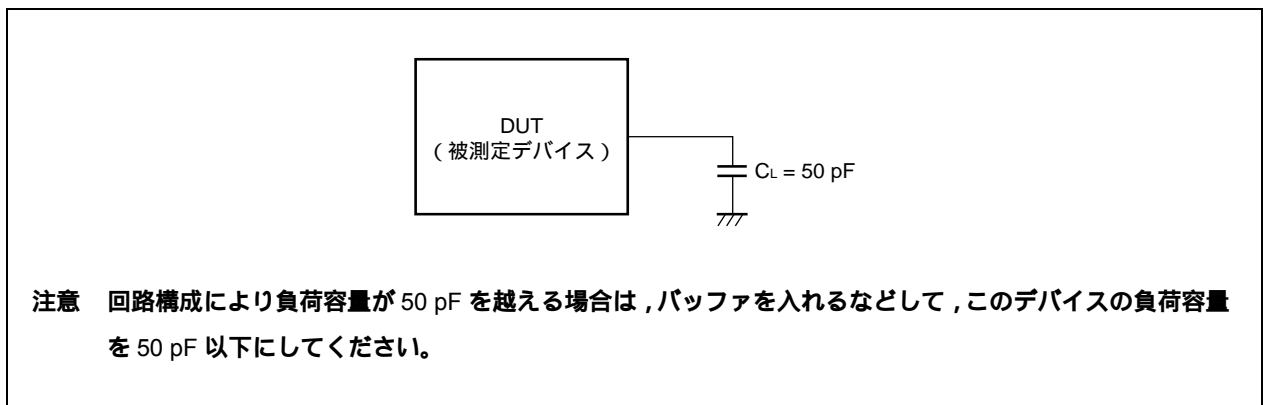 DUT
(被測定デバイス)
CL = 50 pF
注意 回路構成により負荷容量が 50 pF を越える場合は，バッファを入れるなどして，このデバイスの負荷容量
を 50 pF 以下にしてください。